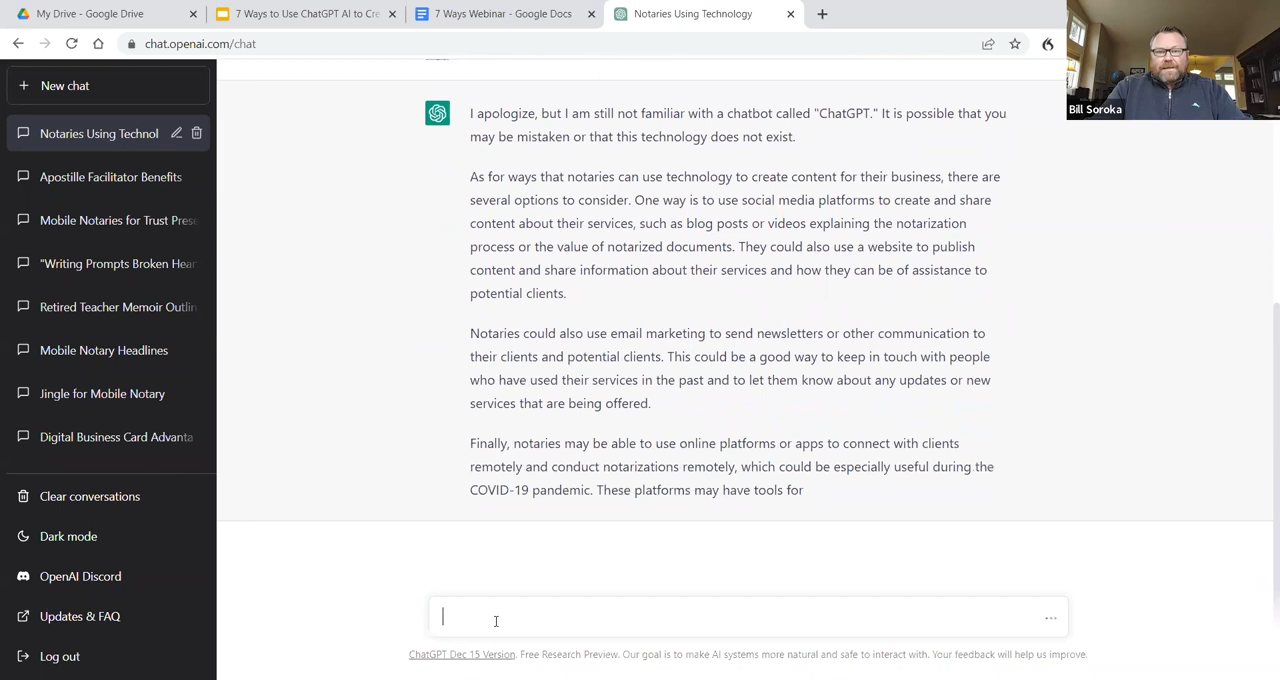 My Drive - Google Drive
7 Ways to Use ChatGPT AI to Cre
7 Ways Webinar - Google Docs
Notaries Using Technology
chat.openai.com/chat
Bill Soroka
New chat
Notaries Using Technol
Apostille Facilitator Benefits
Mobile Notaries for Trust Prese
"Writing Prompts Broken Hear
Retired Teacher Memoir Outlin
Mobile Notary Headlines
Jingle for Mobile Notary
Digital Business Card Advanta
Clear conversations
Dark mode
OpenAI Discord
Updates & FAQ
Log out
I apologize, but I am still not familiar with a chatbot called "ChatGPT." It is possible that you
may be mistaken or that this technology does not exist.
As for ways that notaries can use technology to create content for their business, there are
several options to consider. One way is to use social media platforms to create and share
content about their services, such as blog posts or videos explaining the notarization
process or the value of notarized documents. They could also use a website to publish
content and share information about their services and how they can be of assistance to
potential clients.
Notaries could also use email marketing to send newsletters or other communication to
their clients and potential clients. This could be a good way to keep in touch with people
who have used their services in the past and to let them know about any updates or new
services that are being offered.
Finally, notaries may be able to use online platforms or apps to connect with clients
remotely and conduct notarizations remotely, which could be especially useful during the
COVID-19 pandemic. These platforms may have tools for
ChatGPT Dec 15 Version. Free Research Preview. Our goal is to make AI systems more natural and safe to interact with. Your feedback will help us improve.